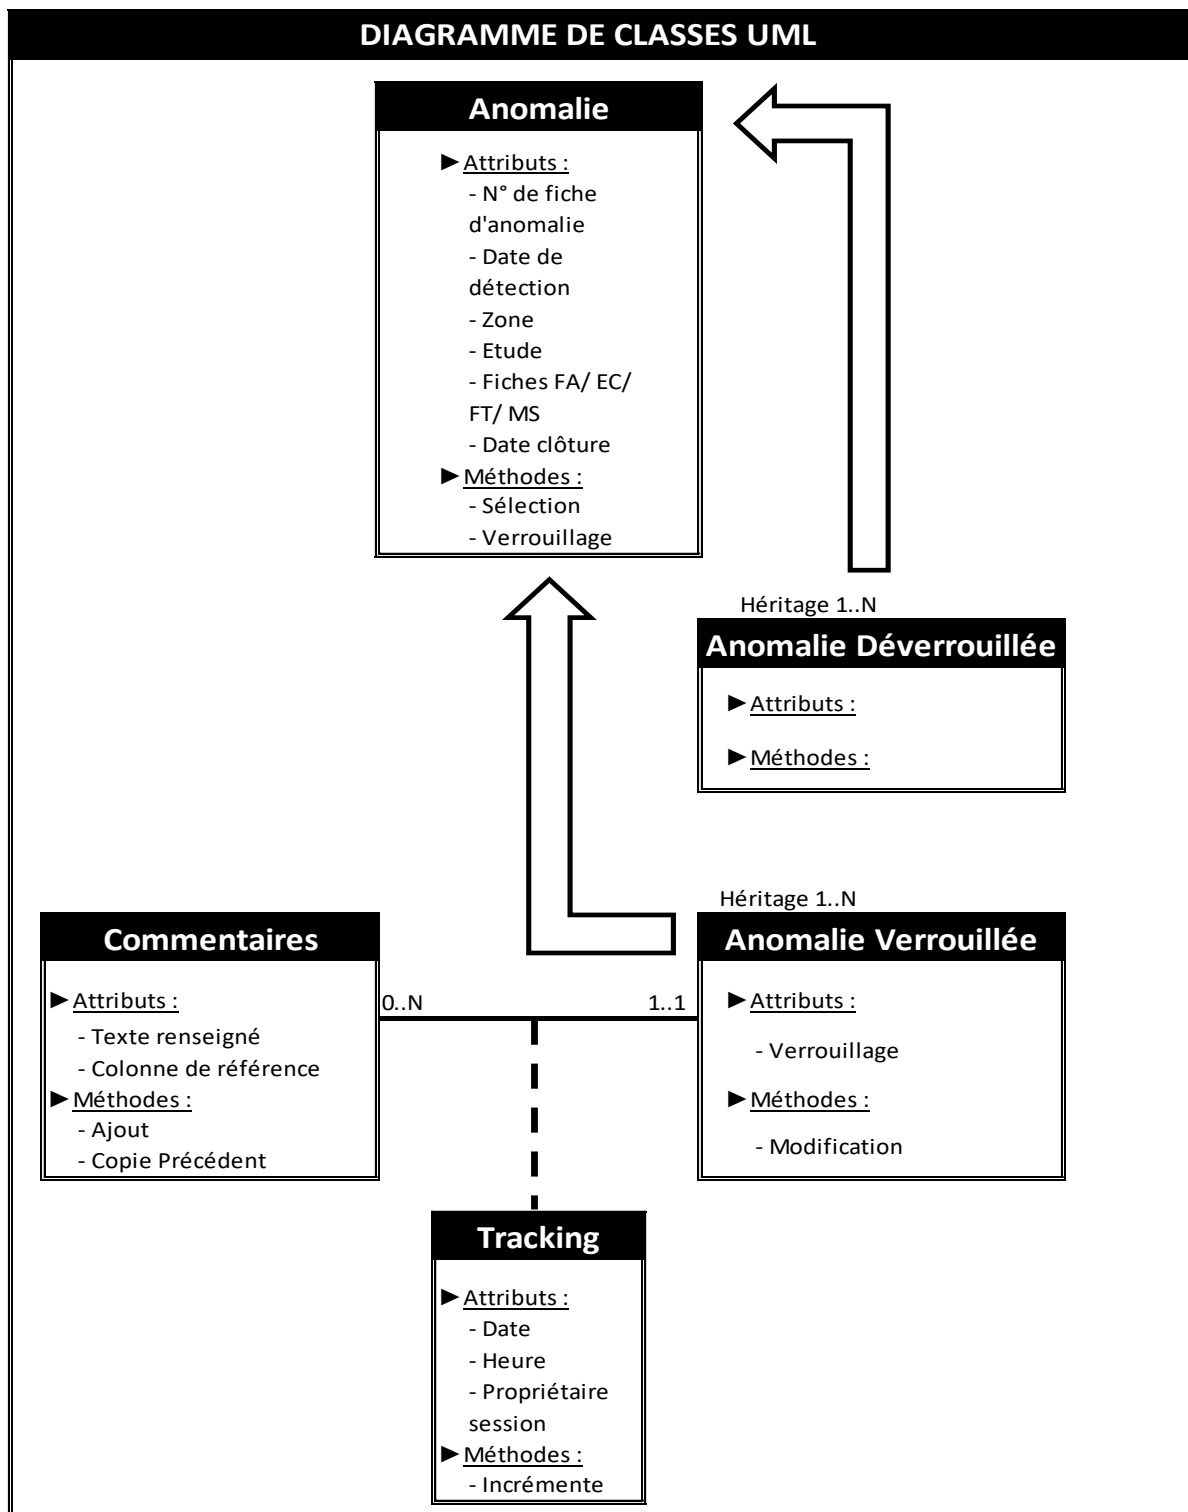 DIAGRAMME DE CLASSES UML
Anomalie
►Attributs :
- N° de fiche
d'anomalie
- Date de
détection
- Zone
- Etude
- Fiches FA/ EC/
FT/ MS
- Date clôture
►Méthodes :
- Sélection
- Verrouillage
Héritage 1..N
Anomalie Déverrouillée
►Attributs :
►Méthodes :
Héritage 1..N
Anomalie Verrouillée
►Attributs :
- Verrouillage
►Méthodes :
- Modification
Commentaires
►Attributs :
- Texte renseigné
- Colonne de référence
►Méthodes :
- Ajout
- Copie Précédent
0..N
1..1
Tracking
►Attributs :
- Date
- Heure
- Propriétaire
session
►Méthodes :
- Incrémente